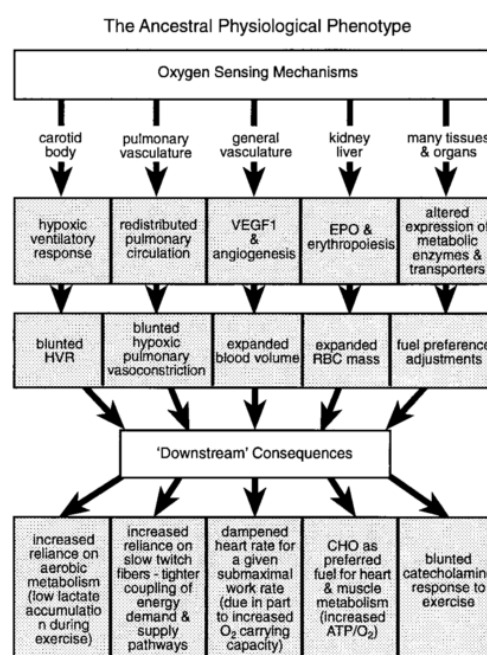 The Ancestral Physiological Phenotype
Oxygen Sensing Mechanisms
carotid
body
pulmonary
vasculature
general
vasculature
kidney
liver
many tissues
& organs
hypoxic
ventilatory
response
redistributed
pulmonary
circulation
VEGF1
&
angiogenesis
EPO &
erythropoiesis
altered
expression of
metabolic
enzymes &
transporters
blunted
HVR
blunted
hypoxic
pulmonary
vasoconstriction
expanded
blood volume
expanded
RBC mass
fuel preference
adjustments
'Downstream' Consequences
increased
reliance on
aerobic
metabolism
(low lactate
accumulatio
n during
exercise)
increased
reliance on
slow twitch
fibers - tighter
coupling of
energy
demand &
supply
pathways
dampened
heart rate for
a given
submaximal
work rate
(due in part
to increased
O₂ carrying
capacity)
CHO as
preferred
fuel for heart
& muscle
metabolism
(increased
ATP/O₂)
blunted
catecholamine
response to
exercise